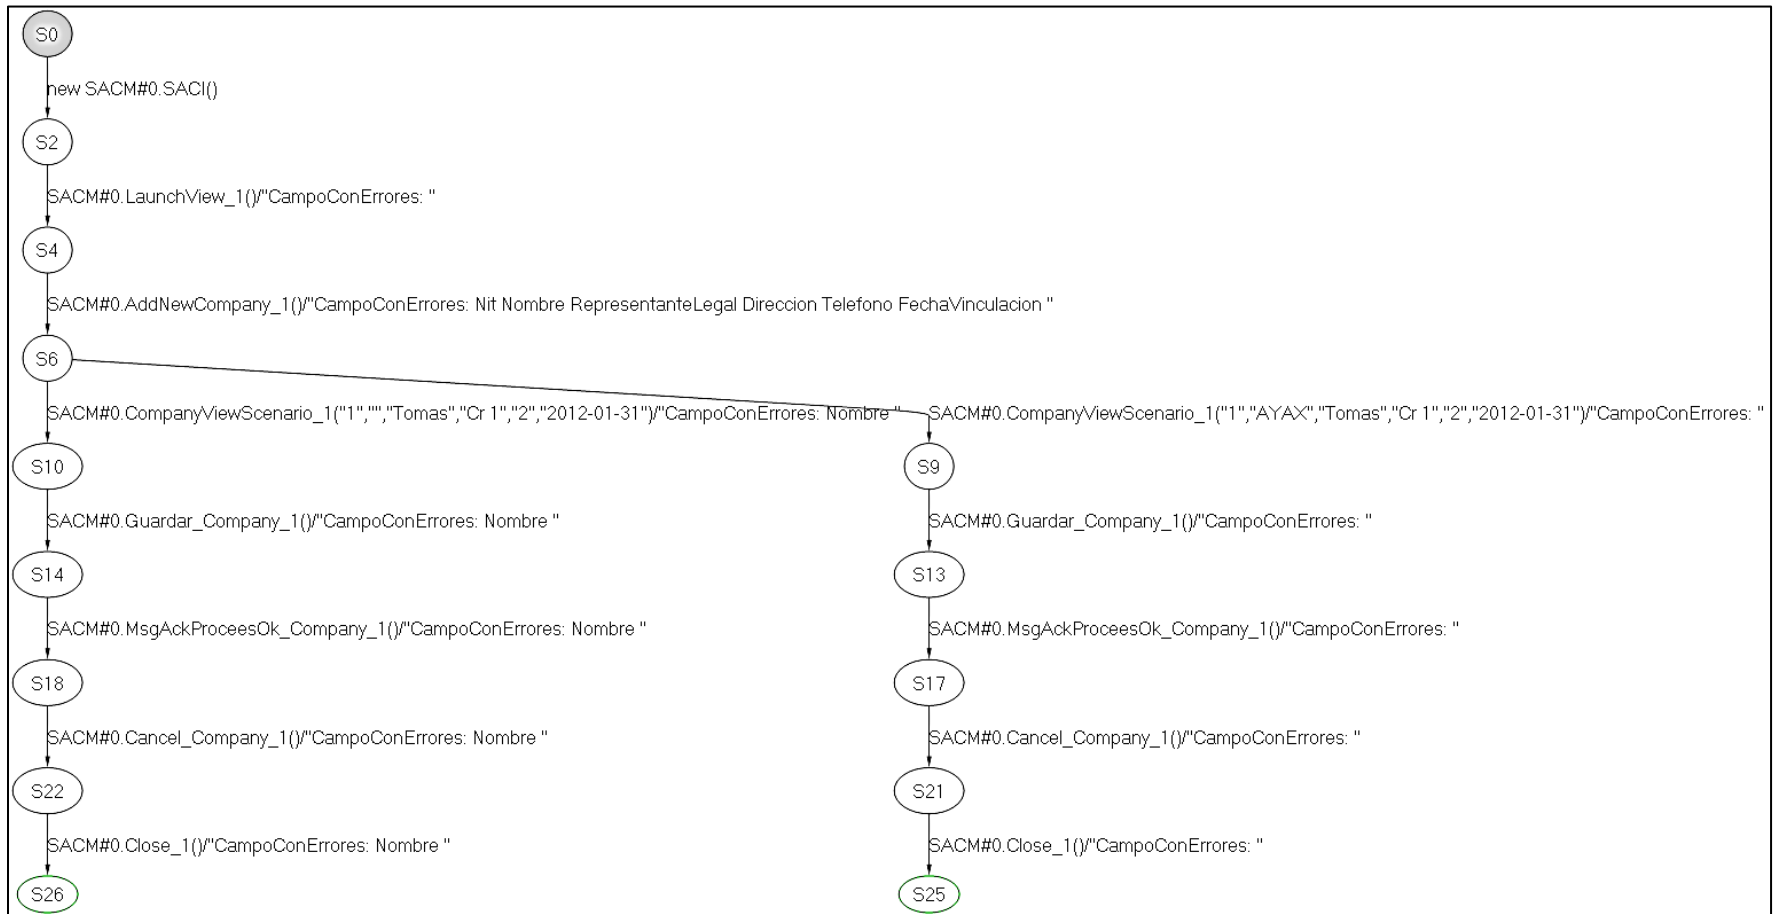 S0
new SACM#0.SACI()
S2
SACM#0.LaunchView_1()/"CampoConErrores: "
S4
SACM#0.AddNewCompany_1()/"CampoConErrores: Nit Nombre RepresentanteLegal Direccion Telefono FechaVinculacion "
S6
SACM#0.CompanyViewScenario_1("1","","Tomas","Cr 1","2","2012-01-31")/"CampoConErrores: Nombre "
SACM#0.CompanyViewScenario_1("1","AYAX","Tomas","Cr 1","2","2012-01-31")/"CampoConErrores: "
S10
S9
SACM#0.Guardar_Company_1()/"CampoConErrores: Nombre "
SACM#0.Guardar_Company_1()/"CampoConErrores: "
S14
S13
SACM#0.MsgAckProceesOk_Company_1()/"CampoConErrores: Nombre "
SACM#0.MsgAckProceesOk_Company_1()/"CampoConErrores: "
S18
S17
SACM#0.Cancel_Company_1()/"CampoConErrores: Nombre "
SACM#0.Cancel_Company_1()/"CampoConErrores: "
S22
S21
SACM#0.Close_1()/"CampoConErrores: Nombre "
SACM#0.Close_1()/"CampoConErrores: "
S26
S25